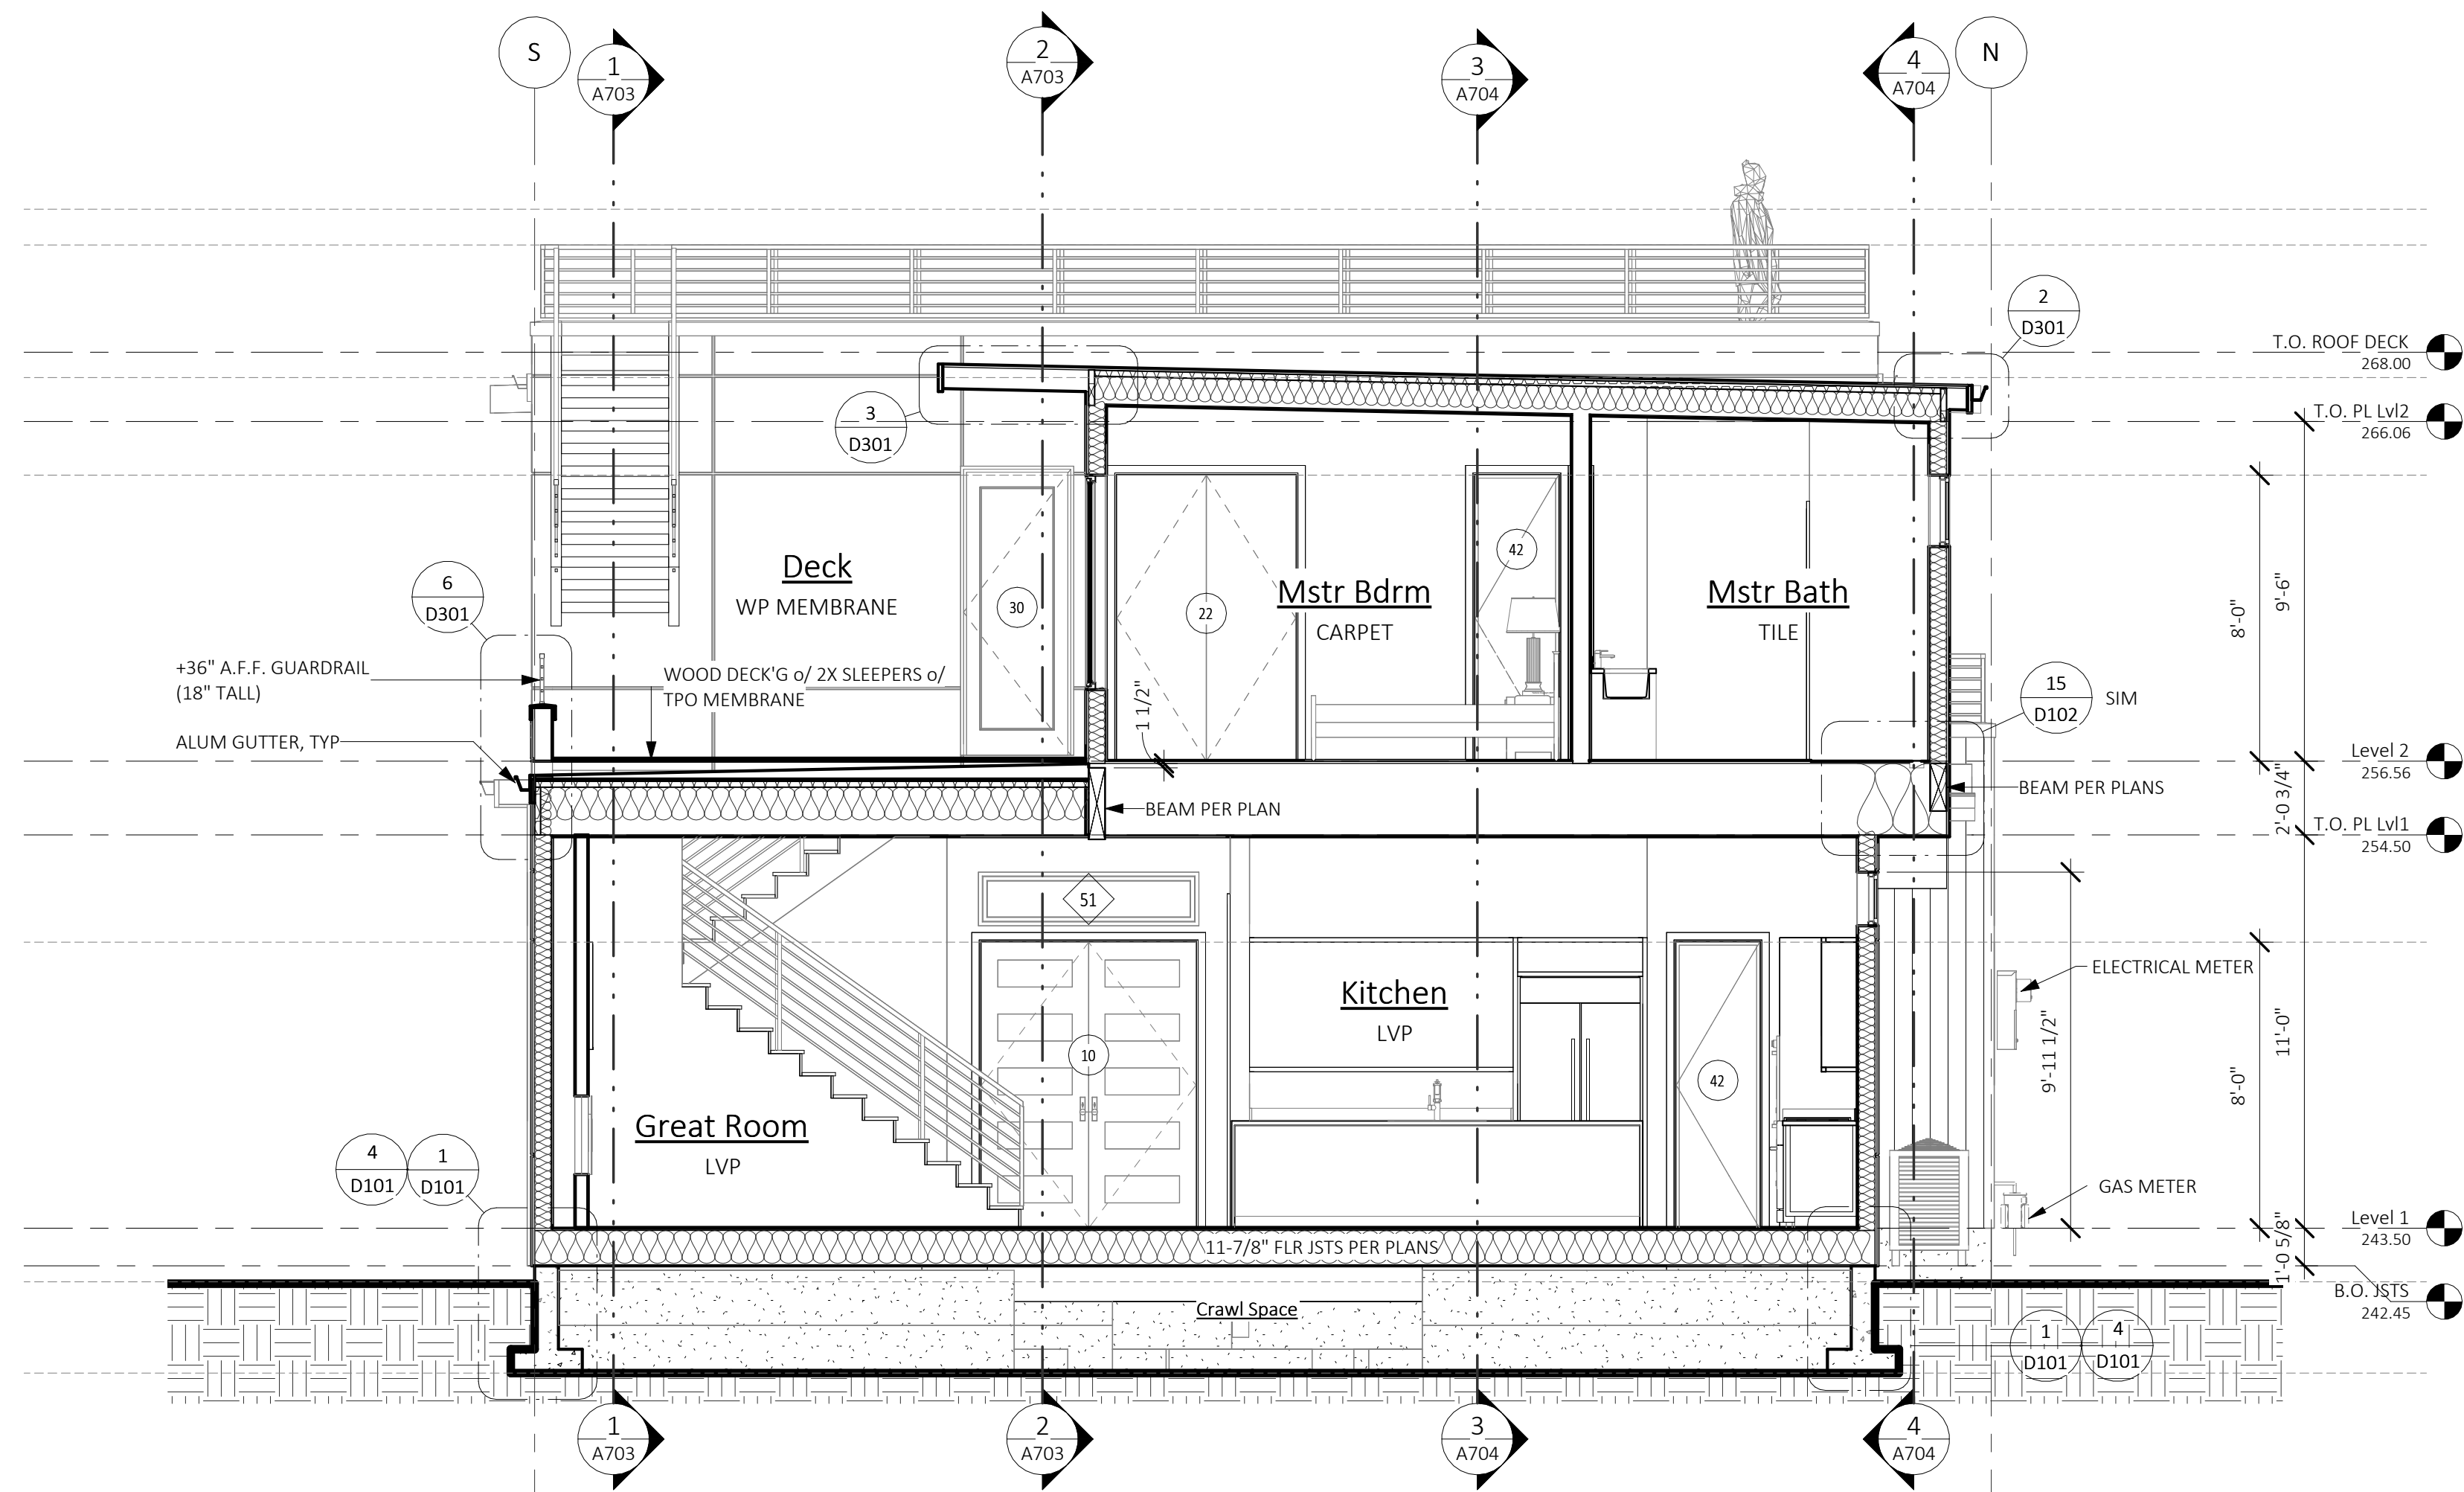 S
1
A703
2
A703
3
A704
4
A704
N
2
D301
T.O. ROOF DECK
268.00
3
D301
T.O. PL Lvl2
266.06
6
D301
Deck
WP MEMBRANE
30
22
Mstr Bdrm
CARPET
42
Mstr Bath
TILE
8'-0"
9'-6"
+36" A.F.F. GUARDRAIL
(18" TALL)
WOOD DECK'G o/ 2X SLEEPERS o/
TPO MEMBRANE
1 1/2"
15
D102
SIM
ALUM GUTTER, TYP
Level 2
256.56
BEAM PER PLAN
BEAM PER PLANS
2'-0 3/4"
T.O. PL Lvl1
254.50
51
10
Kitchen
LVP
42
ELECTRICAL METER
9'-11 1/2"
8'-0"
11'-0"
Great Room
LVP
4
D101
1
D101
GAS METER
Level 1
243.50
11-7/8" FLR JSTS PER PLANS
1'-0 5/8"
B.O. JSTS
242.45
Crawl Space
1
D101
4
D101
1
A703
2
A703
3
A704
4
A704